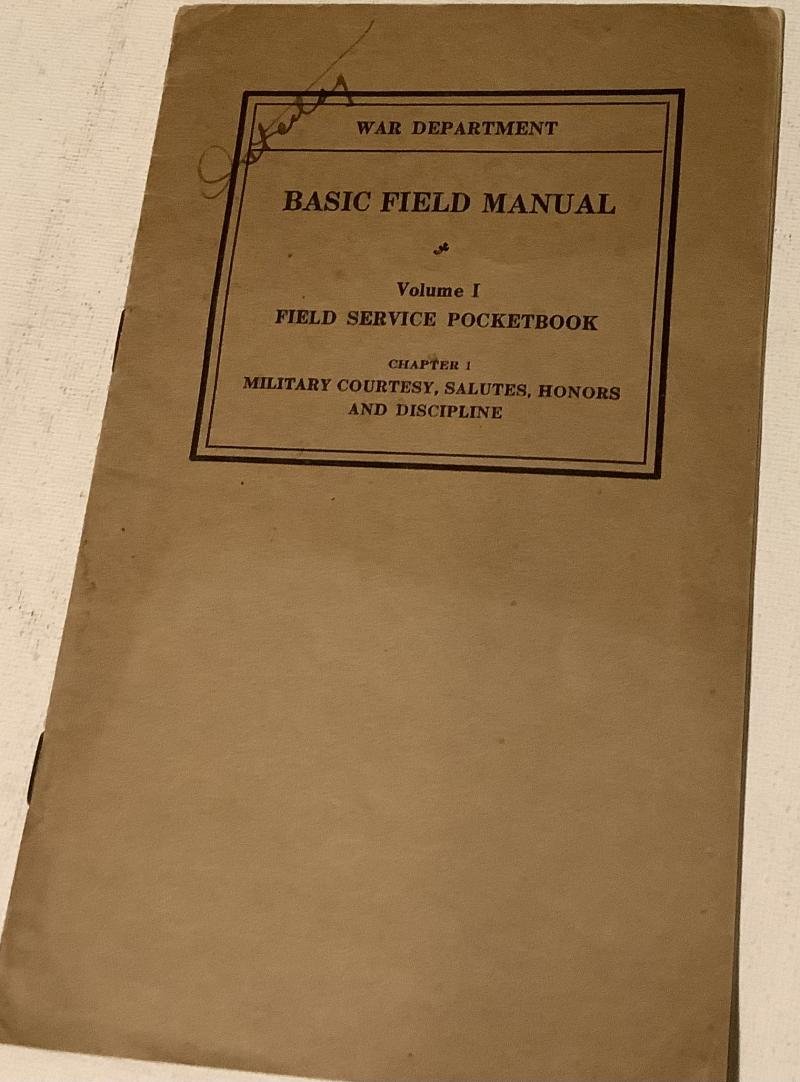 WAR DEPARTMENT
BASIC FIELD MANUAL
Volume I
FIELD SERVICE POCKETBOOK
CHAPTER 1
MILITARY COURTESY, SALUTES, HONORS
AND DISCIPLINE